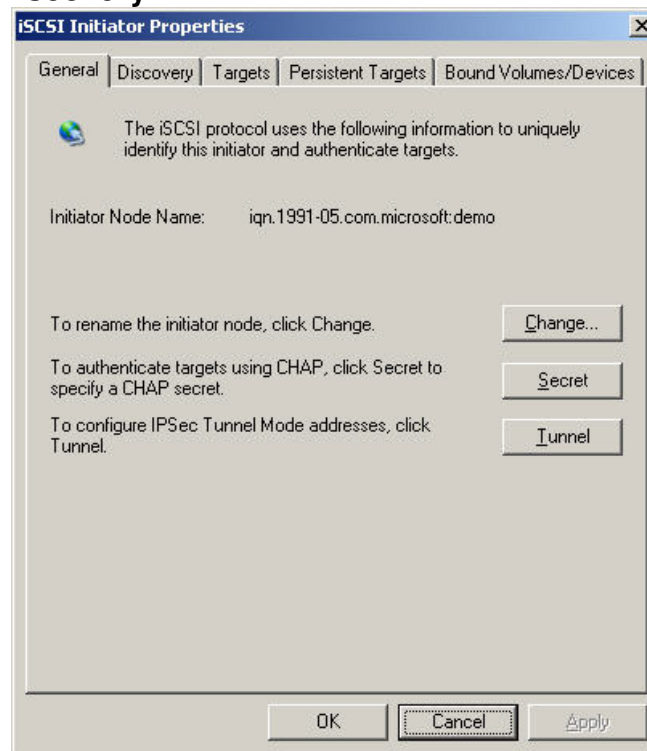 iSCSI Initiator Properties
General Discovery Targets Persistent Targets Bound Volumes/Devices
The iSCSI protocol uses the following information to uniquely
identify this initiator and authenticate targets.
Initiator Node Name: iqn.1991-05.com.microsoft:demo
To rename the initiator node, click Change.
Change...
To authenticate targets using CHAP, click Secret to
specify a CHAP secret.
Secret
To configure IPSec Tunnel Mode addresses, click
Tunnel.
Tunnel
OK Cancel Apply